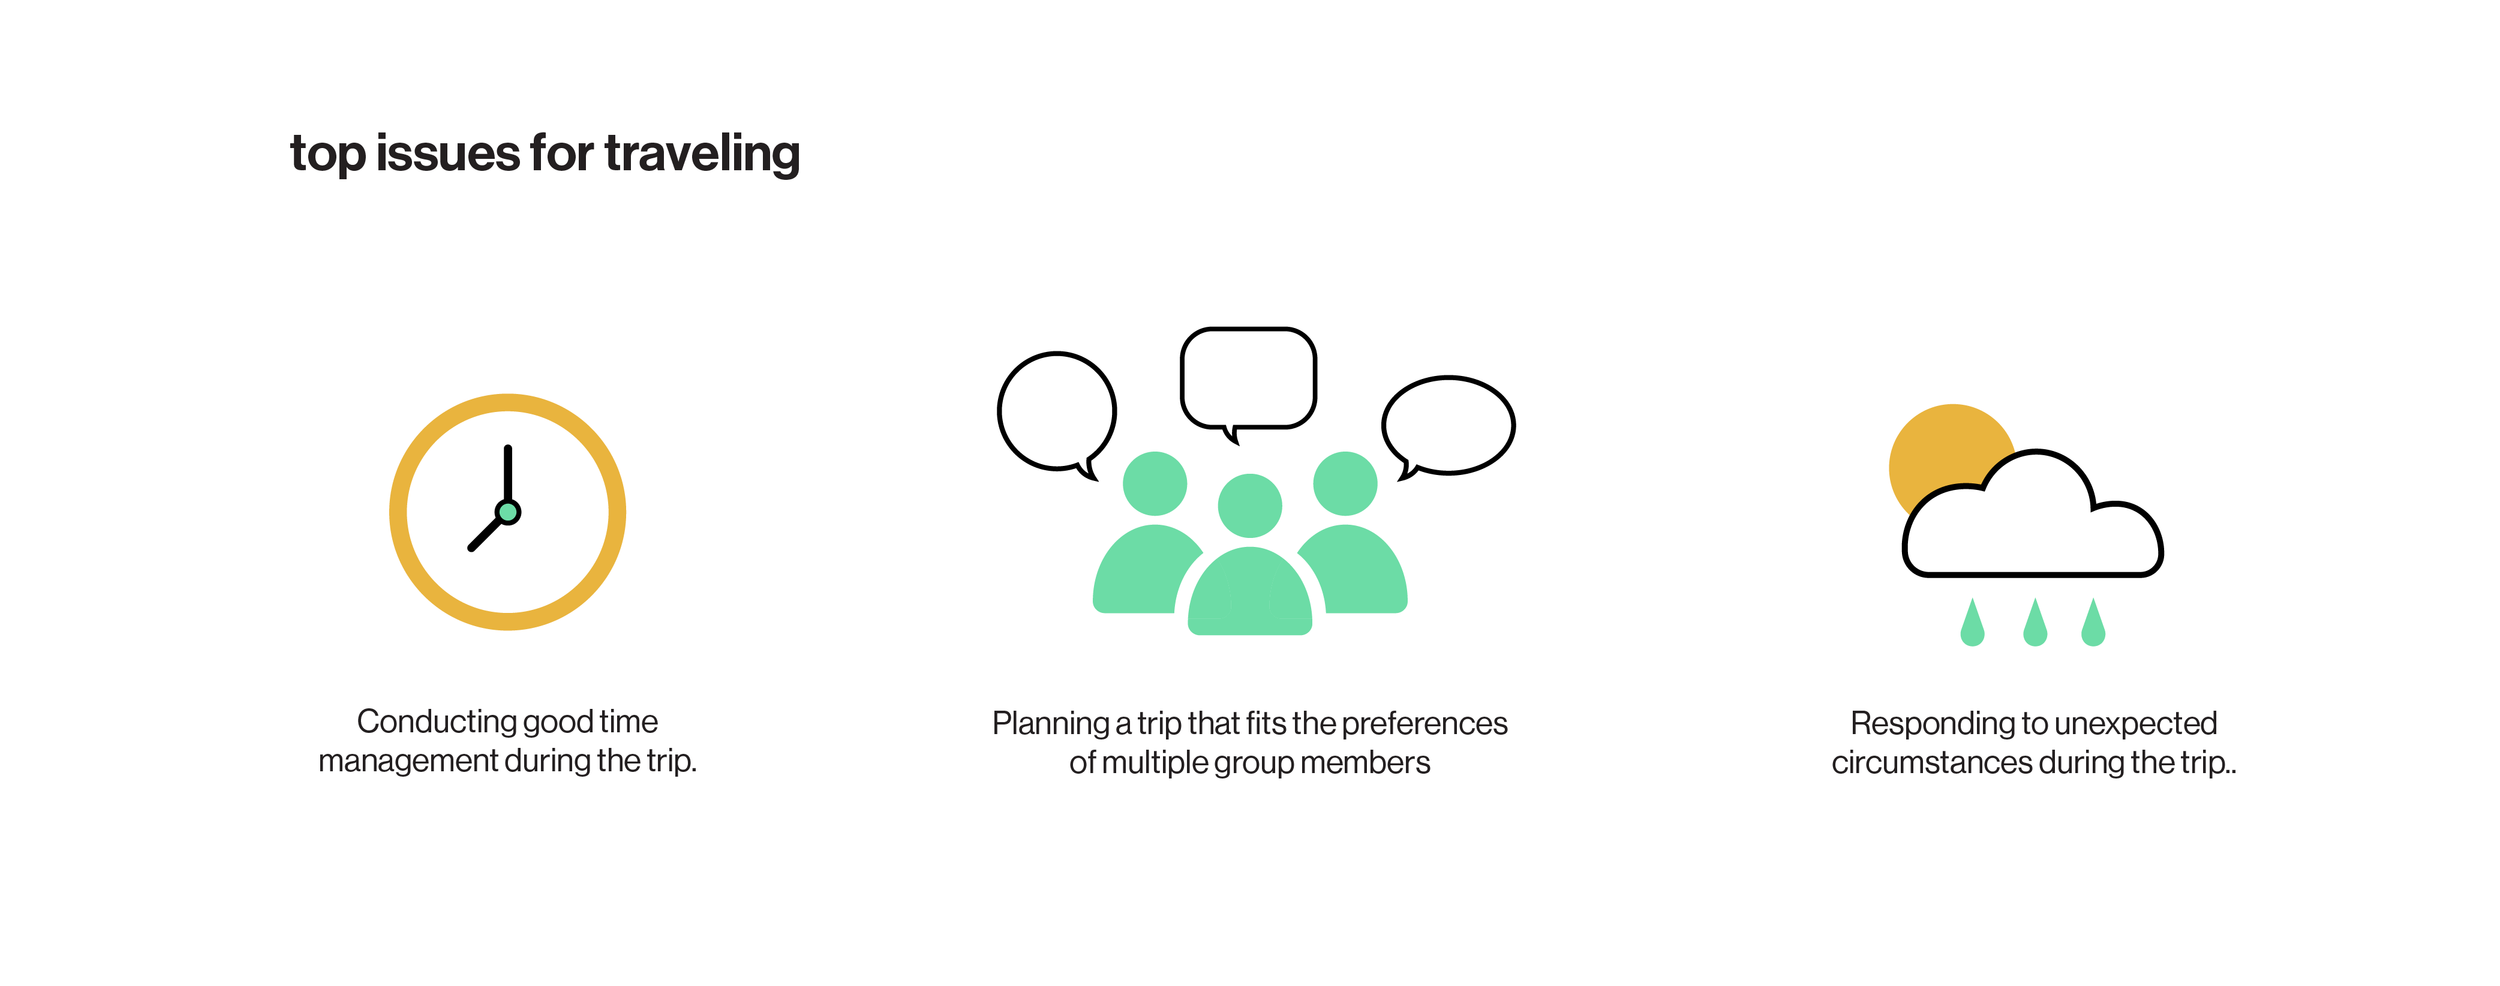 top issues for traveling
Conducting good time
management during the trip.
Planning a trip that fits the preferences
of multiple group members
Responding to unexpected
circumstances during the trip..